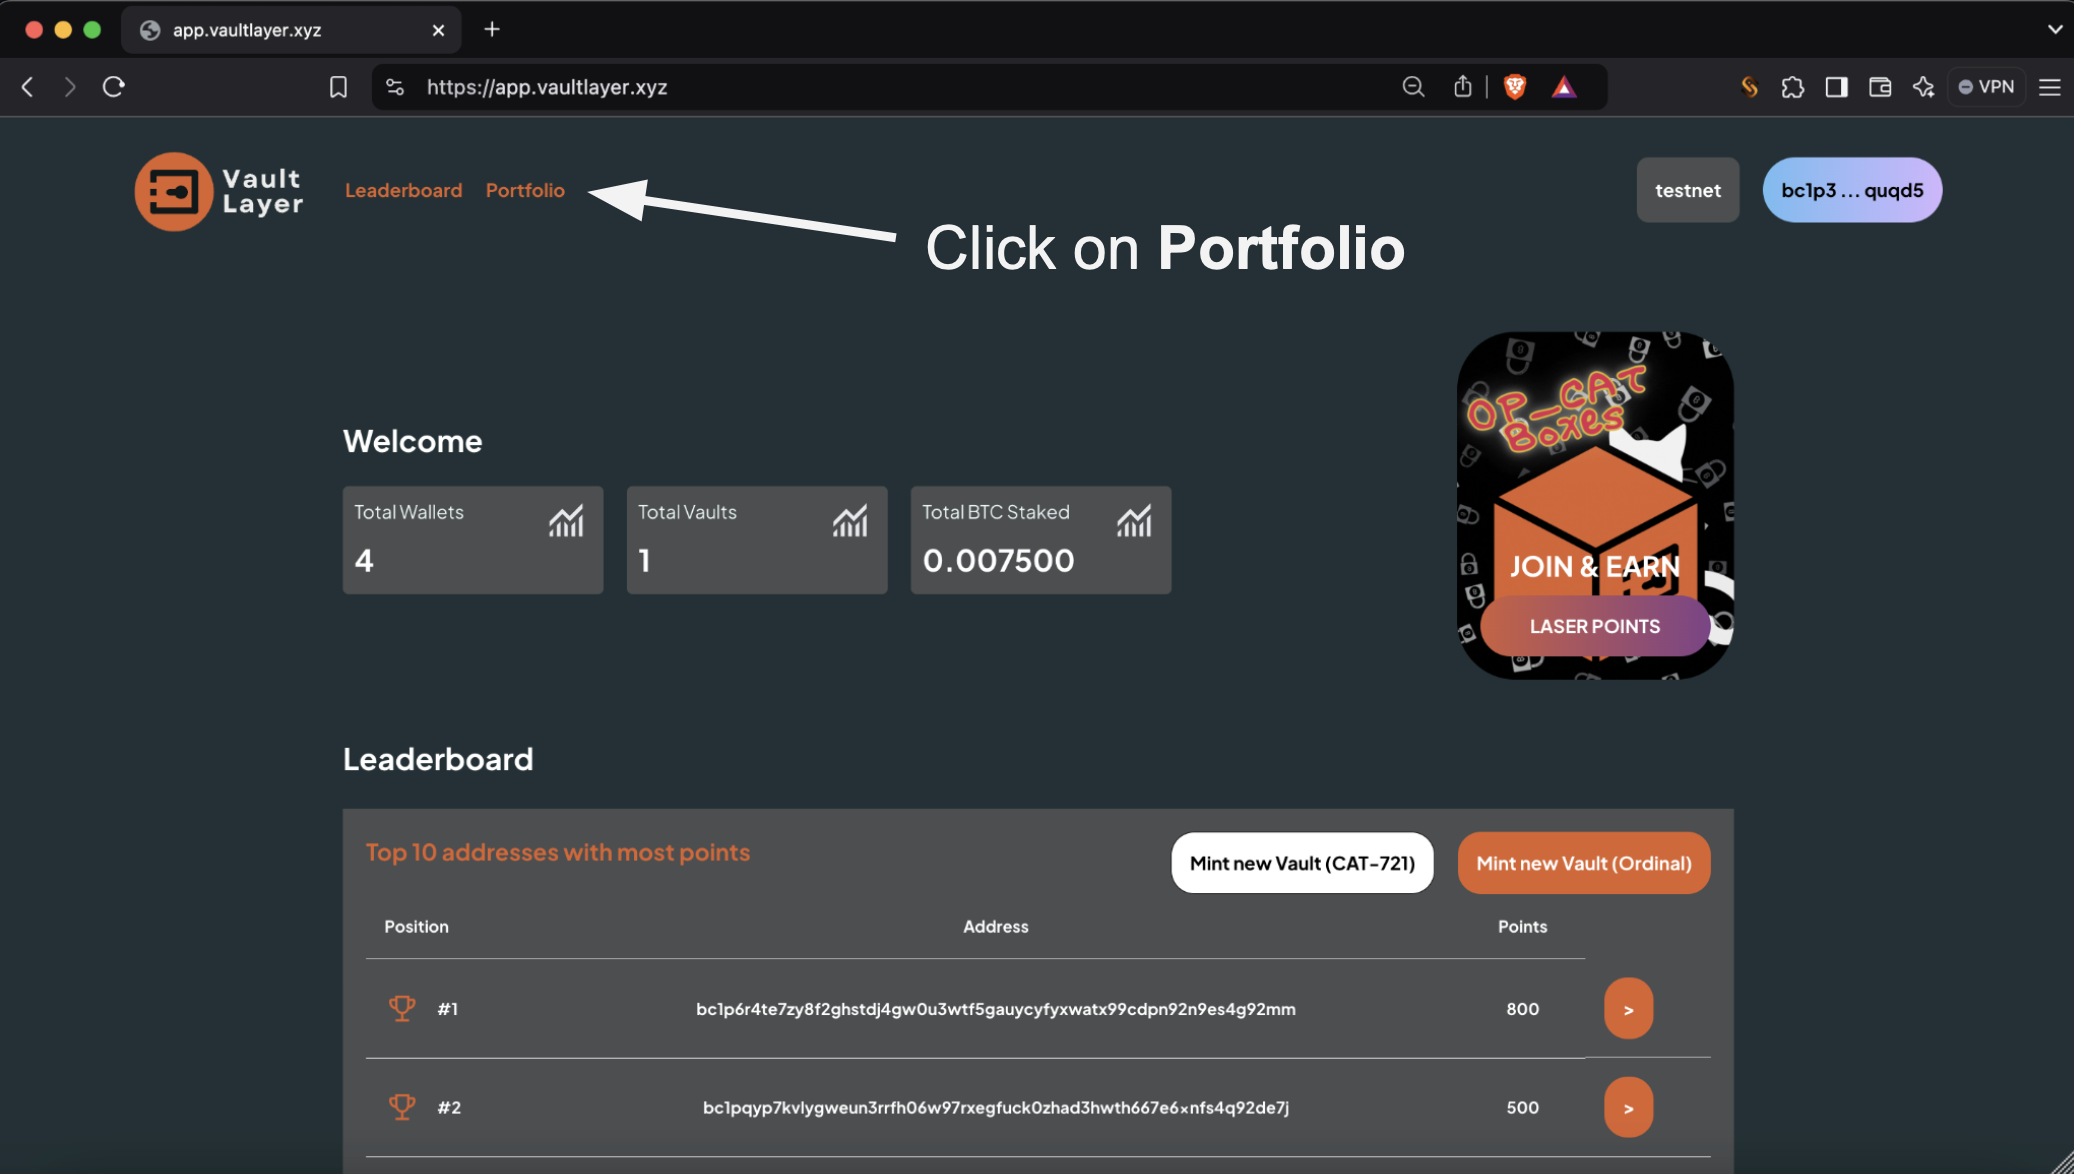 app.vaultlayer.xyz
https://app.vaultlayer.xyz
VPN
Vault
Layer
Leaderboard
Portfolio
testnet
bc1p3 ... quqd5
Click on Portfolio
OP_CAT
Boxes
JOIN & EARN
LASER POINTS
Welcome
Total Wallets
4
Total Vaults
1
Total BTC Staked
0.007500
Leaderboard
Top 10 addresses with most points
Mint new Vault (CAT-721)
Mint new Vault (Ordinal)
Position Address Points
#1 bc1p6r4te7zy8f2ghstdj4gw0u3wtf5gauycyfyxwatx99cdpn92n9es4g92mm 800 >
#2 bc1pqyp7kvlygweun3rrfh06w97rxegfuck0zhad3hwth667e6xnfs4q92de7j 500 >